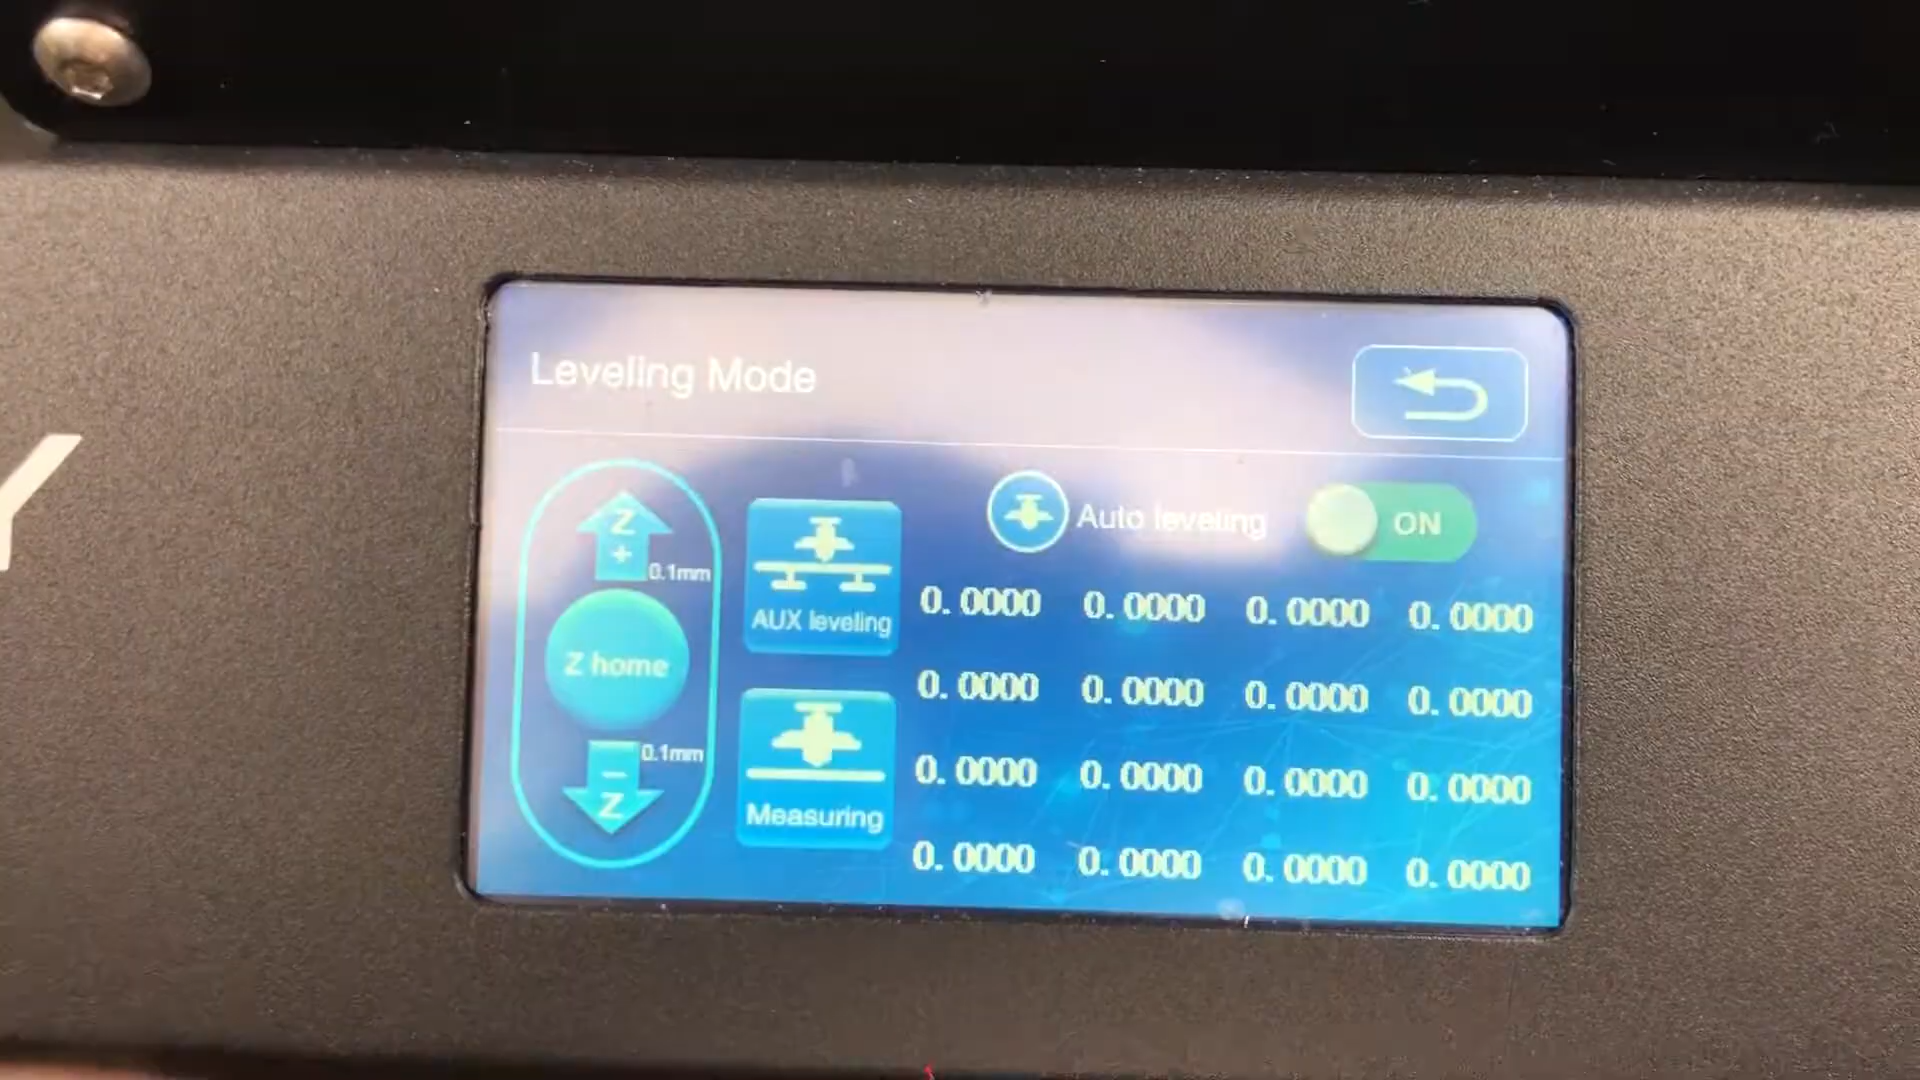 Leveling Mode
Auto leveling ON
Z
+
0.1mm
AUX leveling
Z home
0.1mm
–
Z
Measuring
0.0000 0.0000 0.0000 0.0000
0.0000 0.0000 0.0000 0.0000
0.0000 0.0000 0.0000 0.0000
0.0000 0.0000 0.0000 0.0000
Y